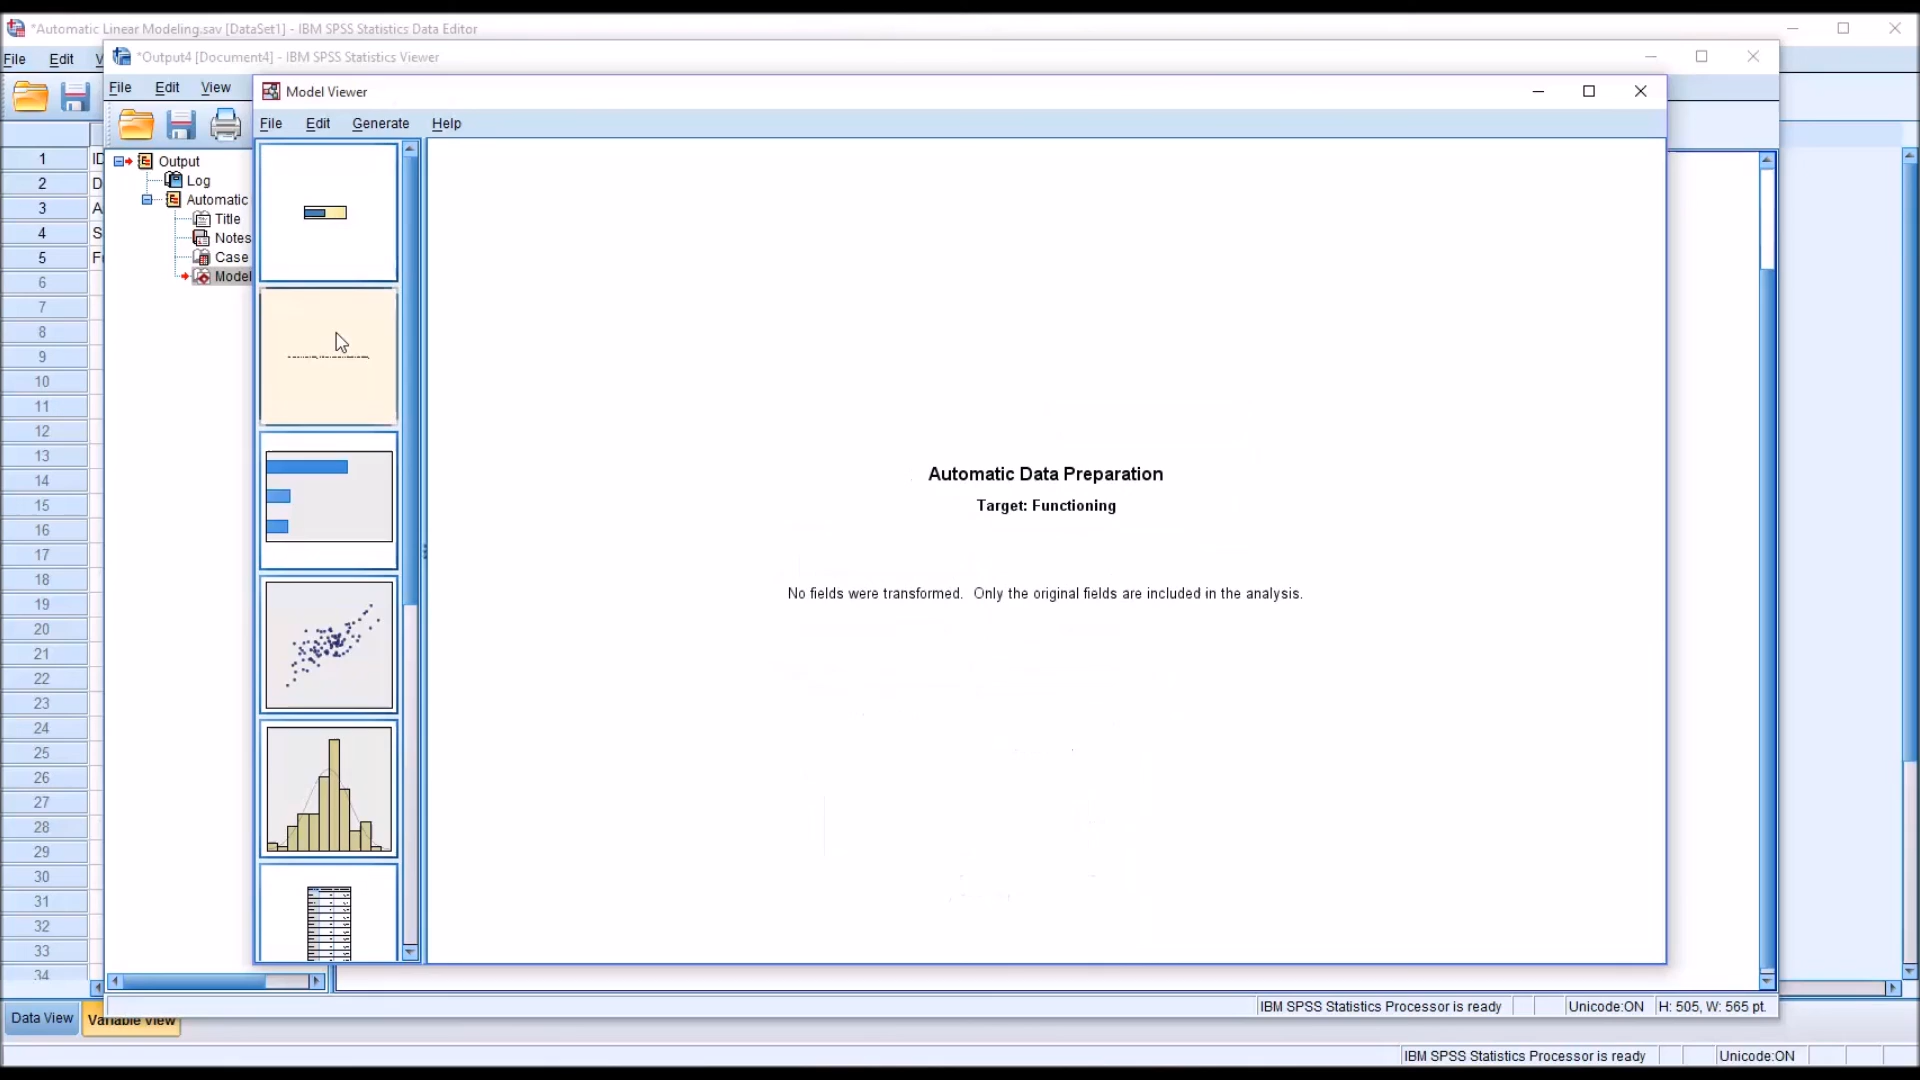 *Automatic Linear Modeling.sav [DataSet1] - IBM SPSS Statistics Data Editor
File Edit V
*Output4 [Document4] - IBM SPSS Statistics Viewer
File Edit View
Model Viewer
File Edit Generate Help
Output
Log
Automatic
Title
Notes
Case
Model
1 ID
2 D
3 A
4 S
5 F
6
7
8
9
10
11
12
13
14
15
16
17
18
19
20
21
22
23
24
25
26
27
28
29
30
31
32
33
34
Automatic Data Preparation
Target: Functioning
No fields were transformed. Only the original fields are included in the analysis.
IBM SPSS Statistics Processor is ready Unicode:ON H: 505, W: 565 pt.
Data View Variable View
IBM SPSS Statistics Processor is ready Unicode:ON